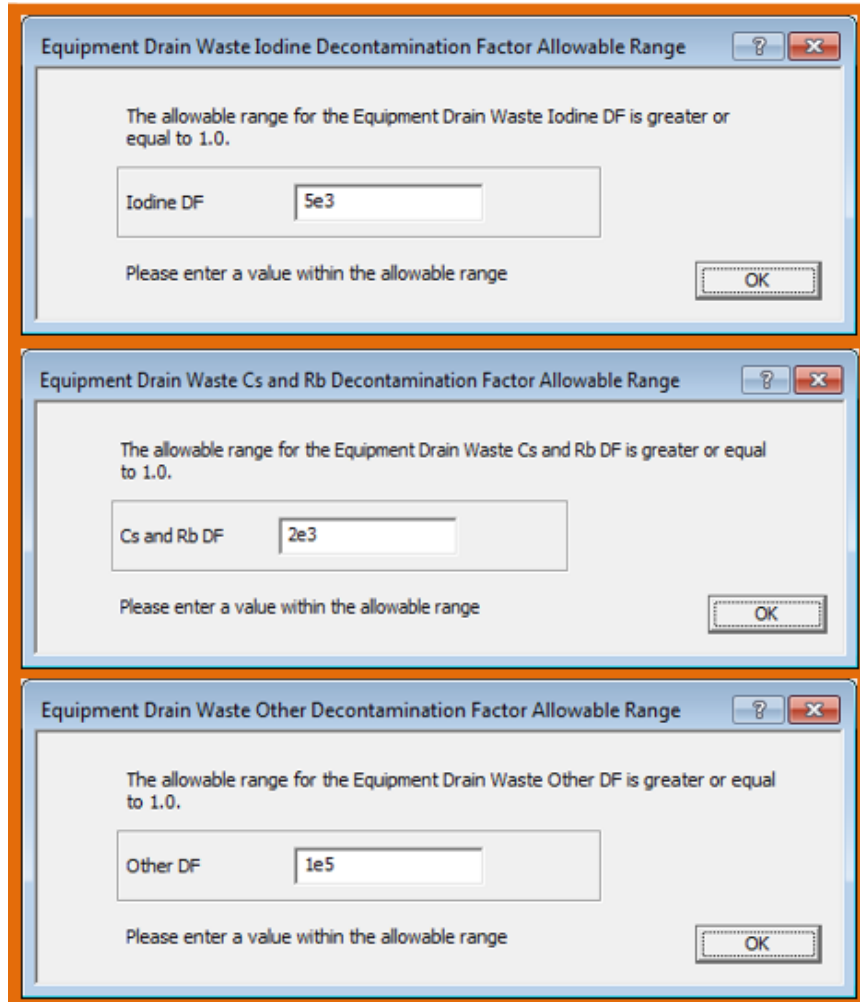 Equipment Drain Waste Iodine Decontamination Factor Allowable Range
The allowable range for the Equipment Drain Waste Iodine DF is greater or
equal to 1.0.
Iodine DF 5e3
Please enter a value within the allowable range
OK
Equipment Drain Waste Cs and Rb Decontamination Factor Allowable Range
The allowable range for the Equipment Drain Waste Cs and Rb DF is greater or equal
to 1.0.
Cs and Rb DF 2e3
Please enter a value within the allowable range
OK
Equipment Drain Waste Other Decontamination Factor Allowable Range
The allowable range for the Equipment Drain Waste Other DF is greater or equal
to 1.0.
Other DF 1e5
Please enter a value within the allowable range
OK